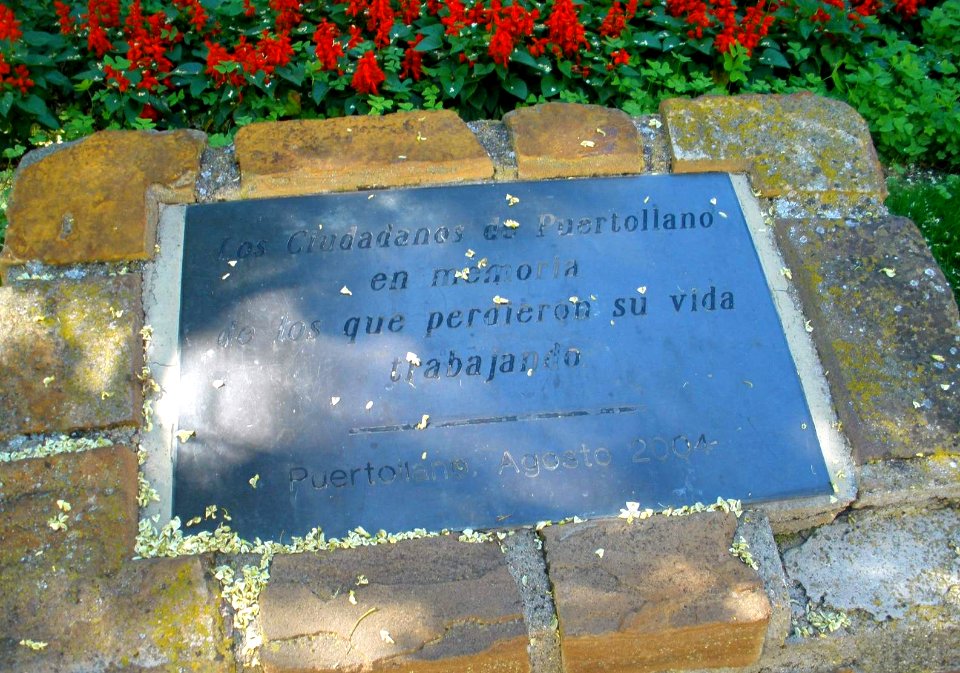 Los Ciudadanos de Puertollano
en memoria
de los que perdieron su vida
trabajando
Puertollano, Agosto 2004